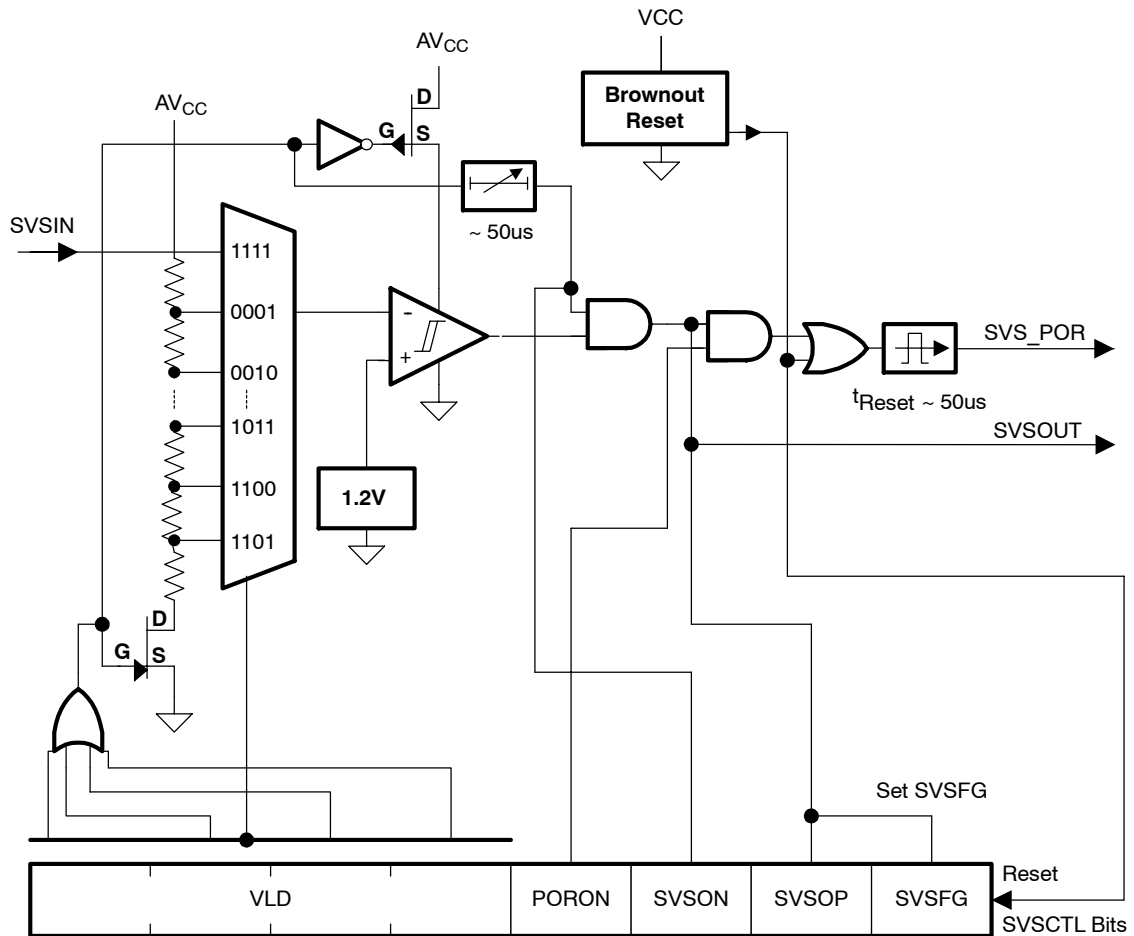 VCC
AVCC
Brownout
Reset
AVCC
D
G
S
SVSIN
~ 50us
1111
0001
0010
1011
1100
1101
-
+
1.2V
SVS_POR
tReset ~ 50us
SVSOUT
D
G
S
Set SVSFG
VLD
PORON
SVSON
SVSOP
SVSFG
Reset
SVSCTL Bits